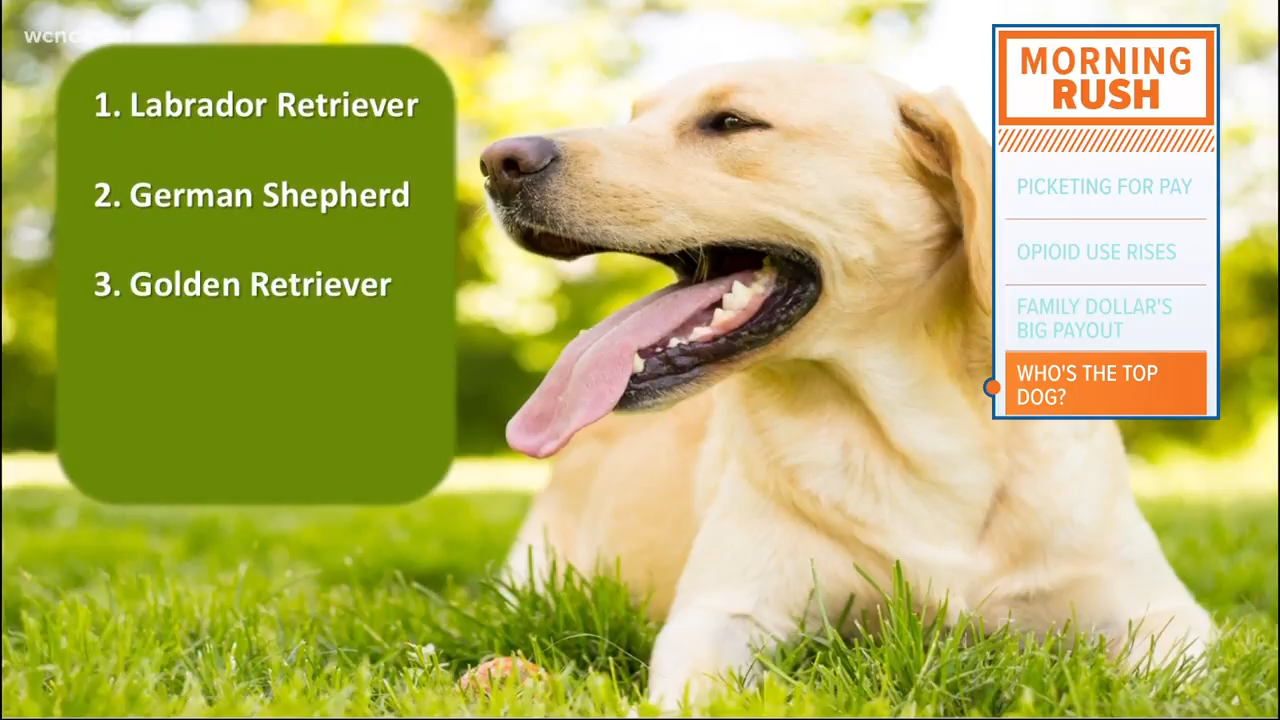 wcnc
1. Labrador Retriever
2. German Shepherd
3. Golden Retriever
MORNING
RUSH
PICKETING FOR PAY
OPIOID USE RISES
FAMILY DOLLAR'S
BIG PAYOUT
WHO'S THE TOP
DOG?